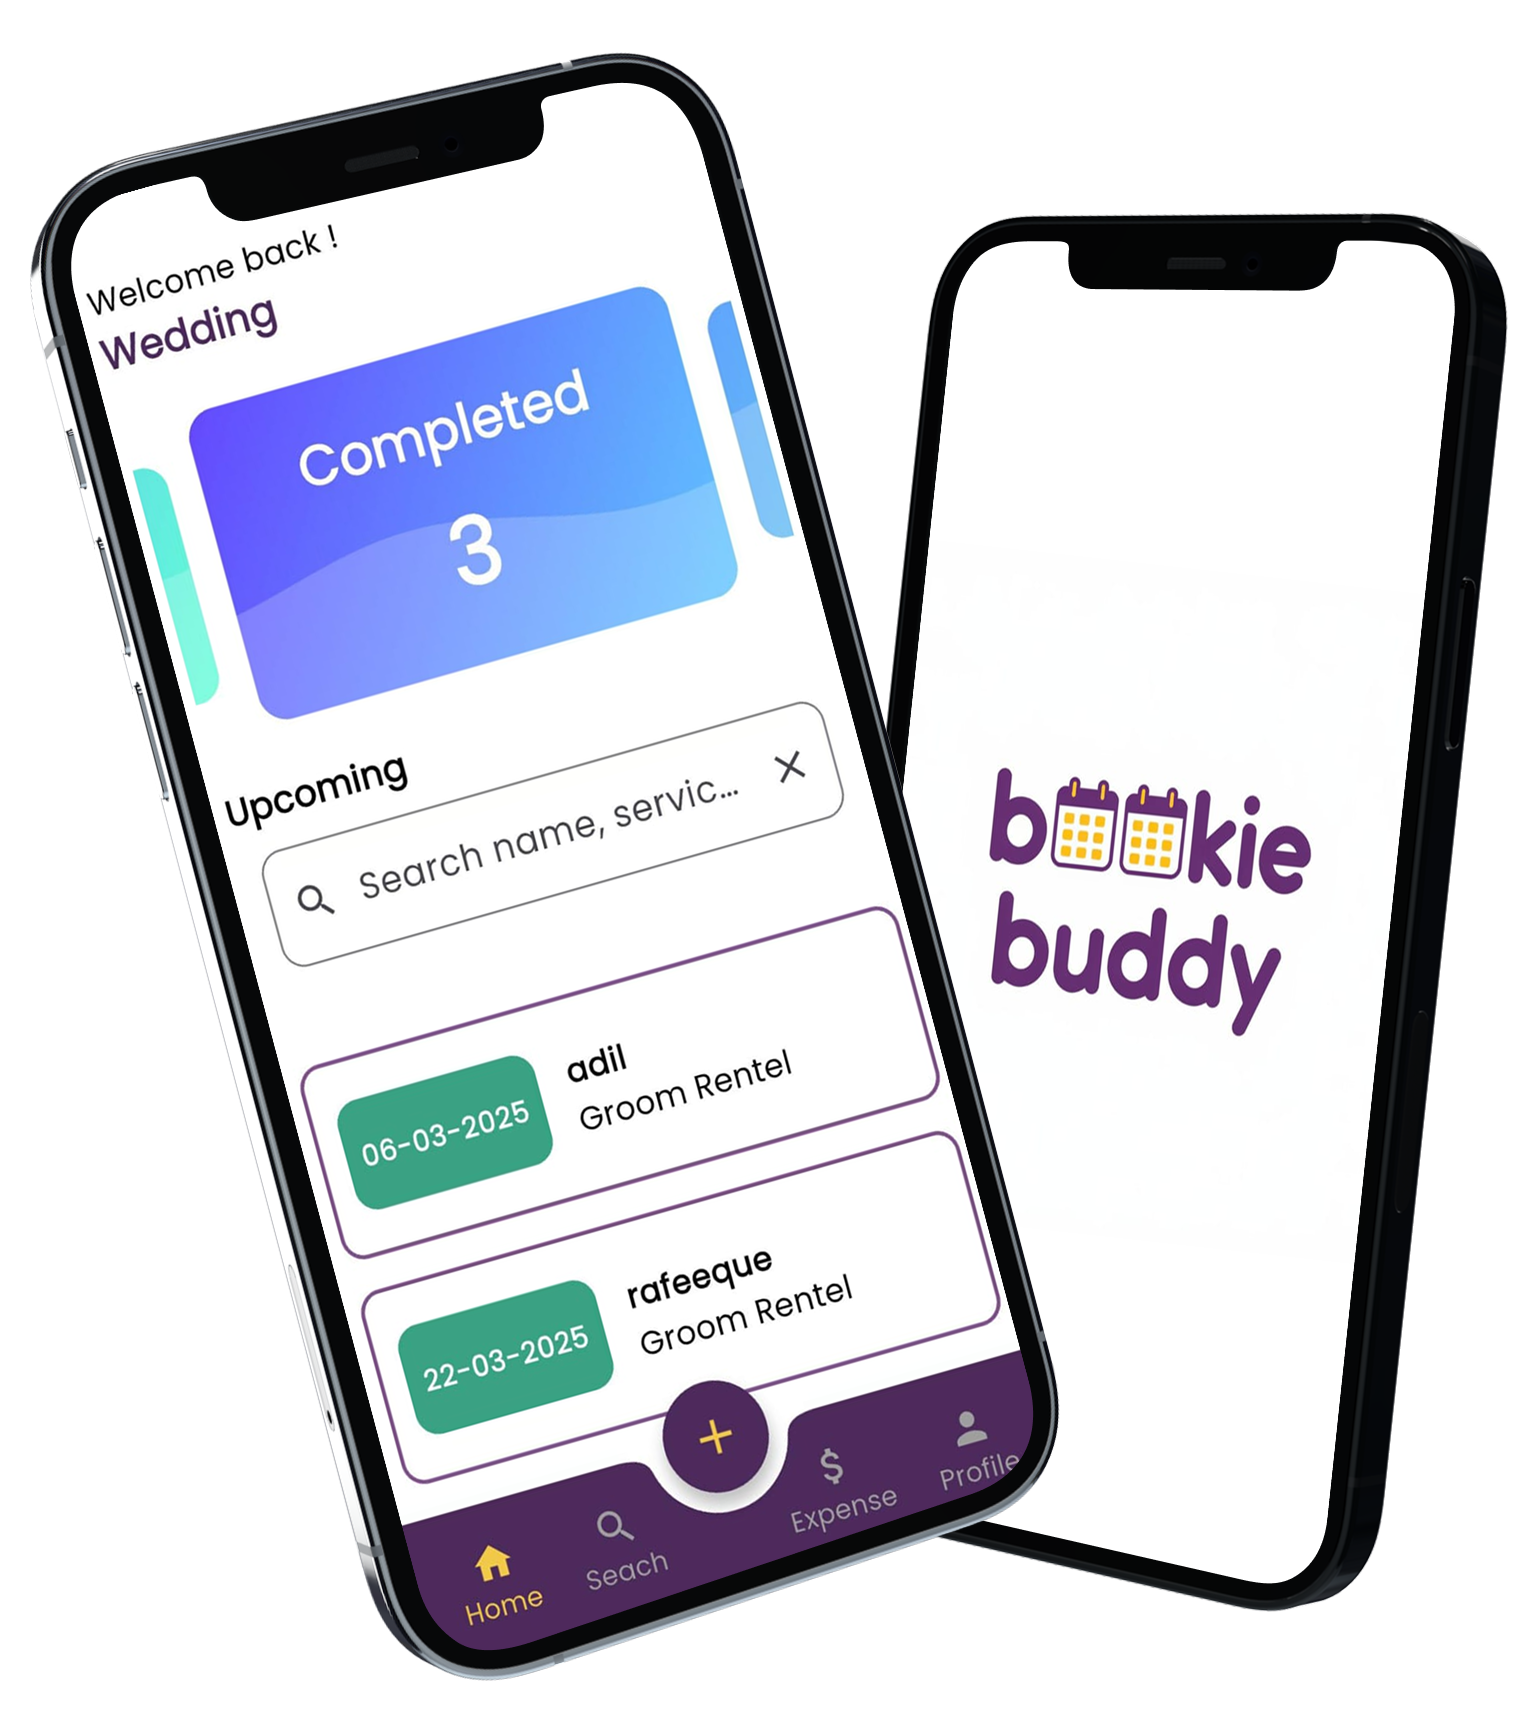 Welcome back !
Wedding
Completed
3
Upcoming
Search name, servic...
adil
Groom Rentel
06-03-2025
rafeeque
Groom Rentel
22-03-2025
Home
Seach
Expense
Profile
bookie
buddy